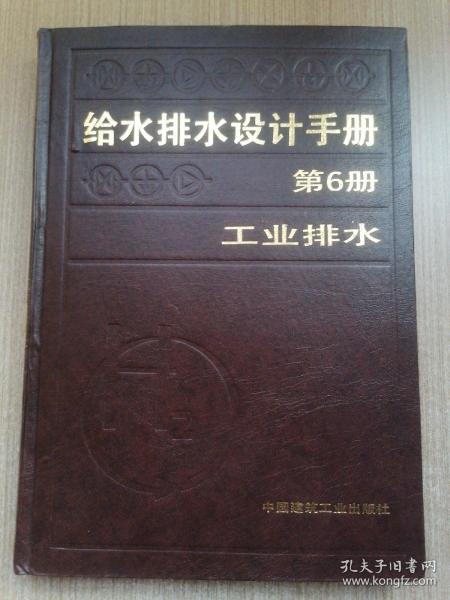 给水排水设计手册
第6册
工业排水
中国建筑工业出版社
孔夫子旧书网
www.kongfz.com